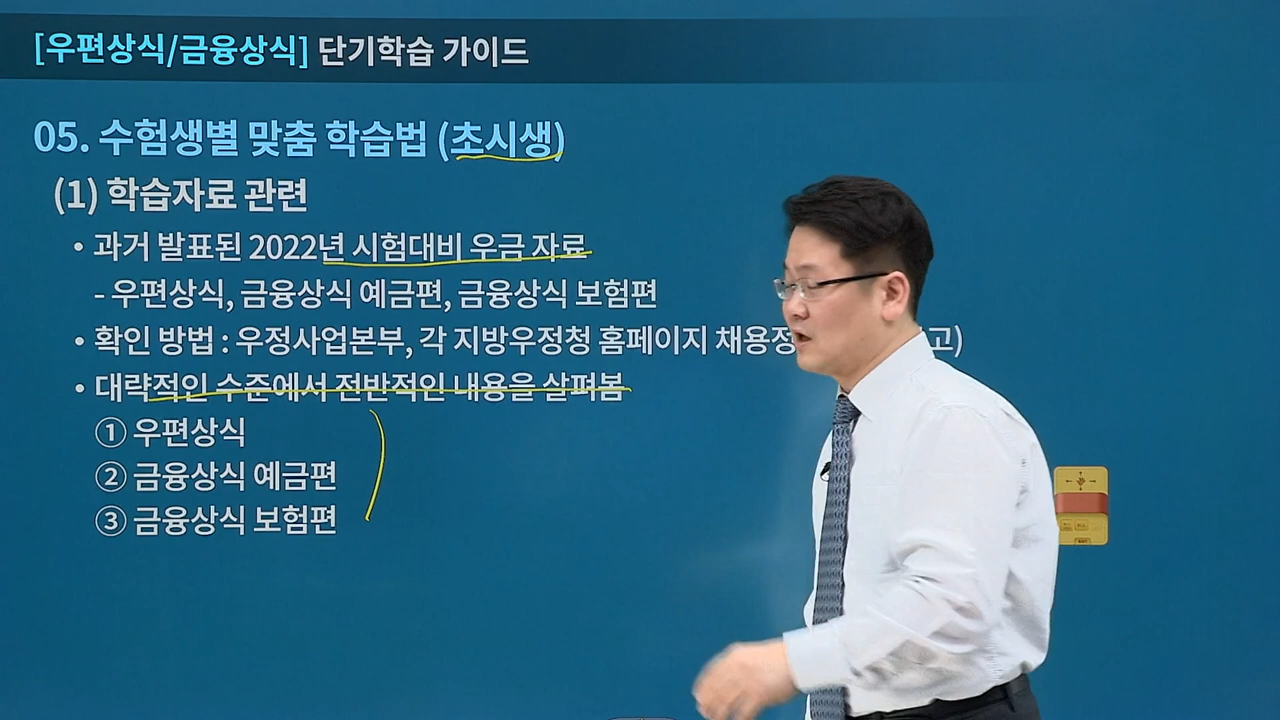 [우편상식/금융상식] 단기학습 가이드
05. 수험생별 맞춤 학습법 (초시생)
(1) 학습자료 관련
• 과거 발표된 2022년 시험대비 우금 자료
- 우편상식, 금융상식 예금편, 금융상식 보험편
• 확인 방법 : 우정사업본부, 각 지방우정청 홈페이지 채용정 고)
• 대략적인 수준에서 전반적인 내용을 살펴봄
① 우편상식
② 금융상식 예금편
③ 금융상식 보험편